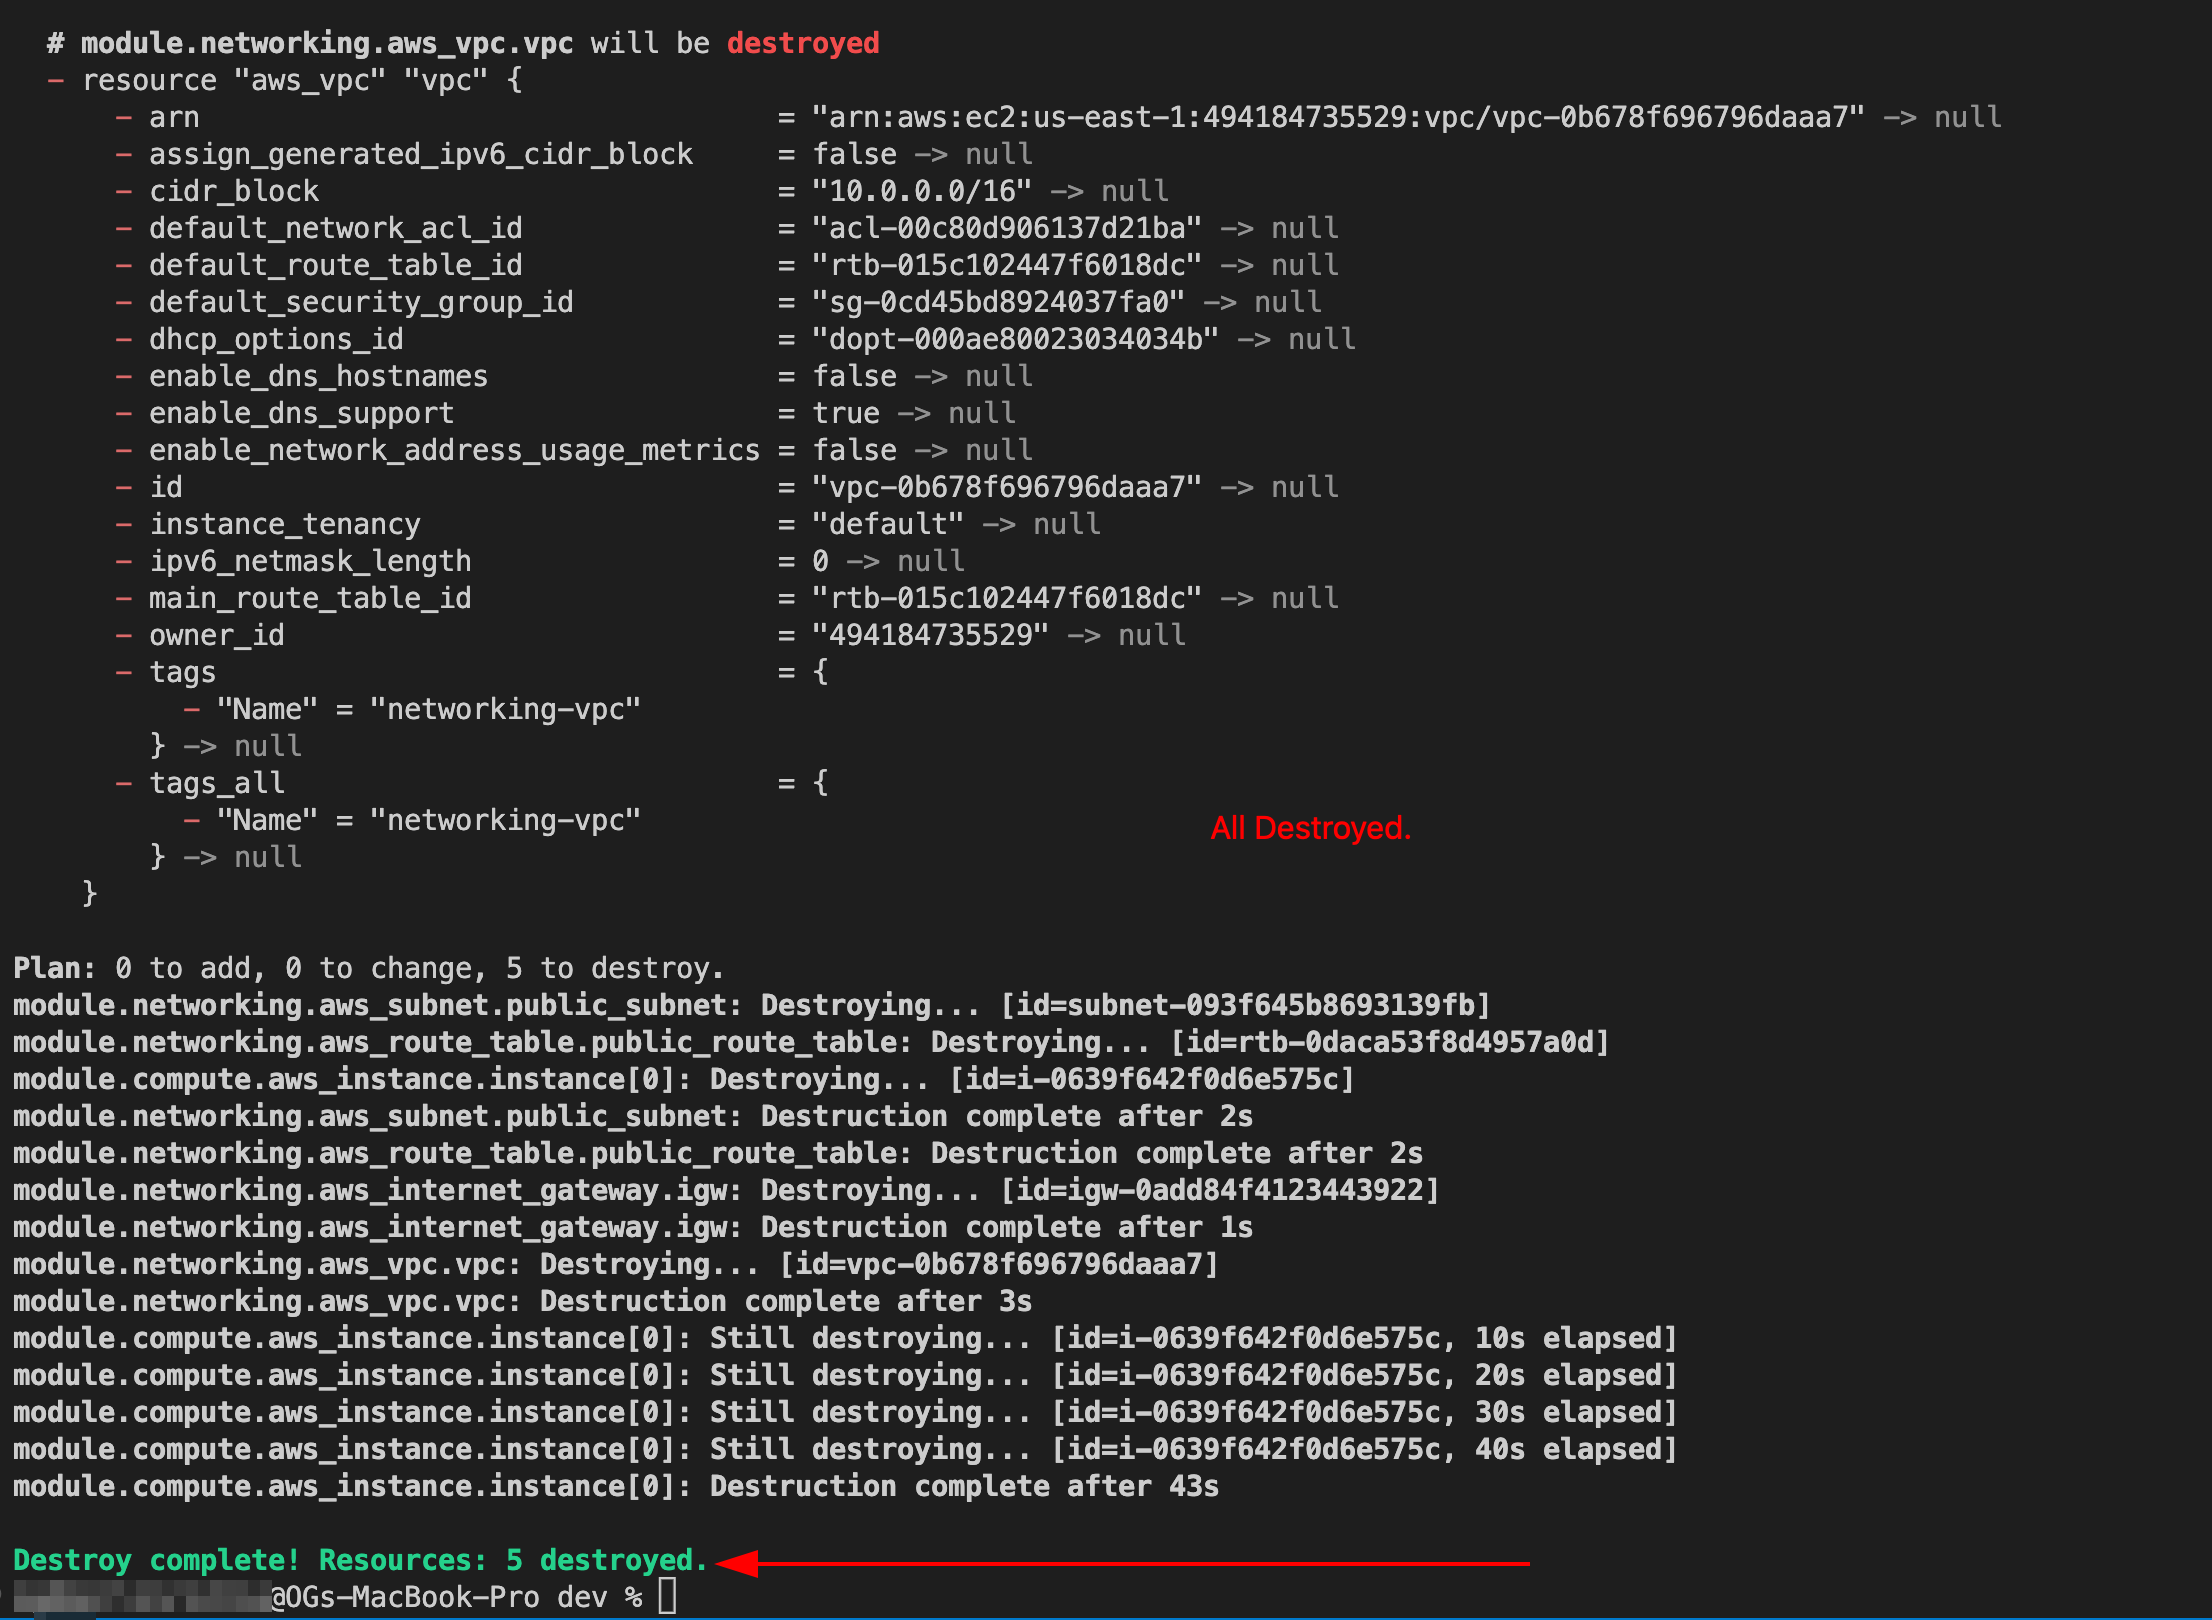 # module.networking.aws_vpc.vpc will be destroyed
- resource "aws_vpc" "vpc" {
- arn = "arn:aws:ec2:us-east-1:494184735529:vpc/vpc-0b678f696796daaa7" -> null
- assign_generated_ipv6_cidr_block = false -> null
- cidr_block = "10.0.0.0/16" -> null
- default_network_acl_id = "acl-00c80d906137d21ba" -> null
- default_route_table_id = "rtb-015c102447f6018dc" -> null
- default_security_group_id = "sg-0cd45bd8924037fa0" -> null
- dhcp_options_id = "dopt-000ae80023034034b" -> null
- enable_dns_hostnames = false -> null
- enable_dns_support = true -> null
- enable_network_address_usage_metrics = false -> null
- id = "vpc-0b678f696796daaa7" -> null
- instance_tenancy = "default" -> null
- ipv6_netmask_length = 0 -> null
- main_route_table_id = "rtb-015c102447f6018dc" -> null
- owner_id = "494184735529" -> null
- tags = {
- "Name" = "networking-vpc"
} -> null
- tags_all = {
- "Name" = "networking-vpc"
All Destroyed.
} -> null
}
Plan: 0 to add, 0 to change, 5 to destroy.
module.networking.aws_subnet.public_subnet: Destroying... [id=subnet-093f645b8693139fb]
module.networking.aws_route_table.public_route_table: Destroying... [id=rtb-0daca53f8d4957a0d]
module.compute.aws_instance.instance[0]: Destroying... [id=i-0639f642f0d6e575c]
module.networking.aws_subnet.public_subnet: Destruction complete after 2s
module.networking.aws_route_table.public_route_table: Destruction complete after 2s
module.networking.aws_internet_gateway.igw: Destroying... [id=igw-0add84f4123443922]
module.networking.aws_internet_gateway.igw: Destruction complete after 1s
module.networking.aws_vpc.vpc: Destroying... [id=vpc-0b678f696796daaa7]
module.networking.aws_vpc.vpc: Destruction complete after 3s
module.compute.aws_instance.instance[0]: Still destroying... [id=i-0639f642f0d6e575c, 10s elapsed]
module.compute.aws_instance.instance[0]: Still destroying... [id=i-0639f642f0d6e575c, 20s elapsed]
module.compute.aws_instance.instance[0]: Still destroying... [id=i-0639f642f0d6e575c, 30s elapsed]
module.compute.aws_instance.instance[0]: Still destroying... [id=i-0639f642f0d6e575c, 40s elapsed]
module.compute.aws_instance.instance[0]: Destruction complete after 43s
Destroy complete! Resources: 5 destroyed.
@OGs-MacBook-Pro dev %